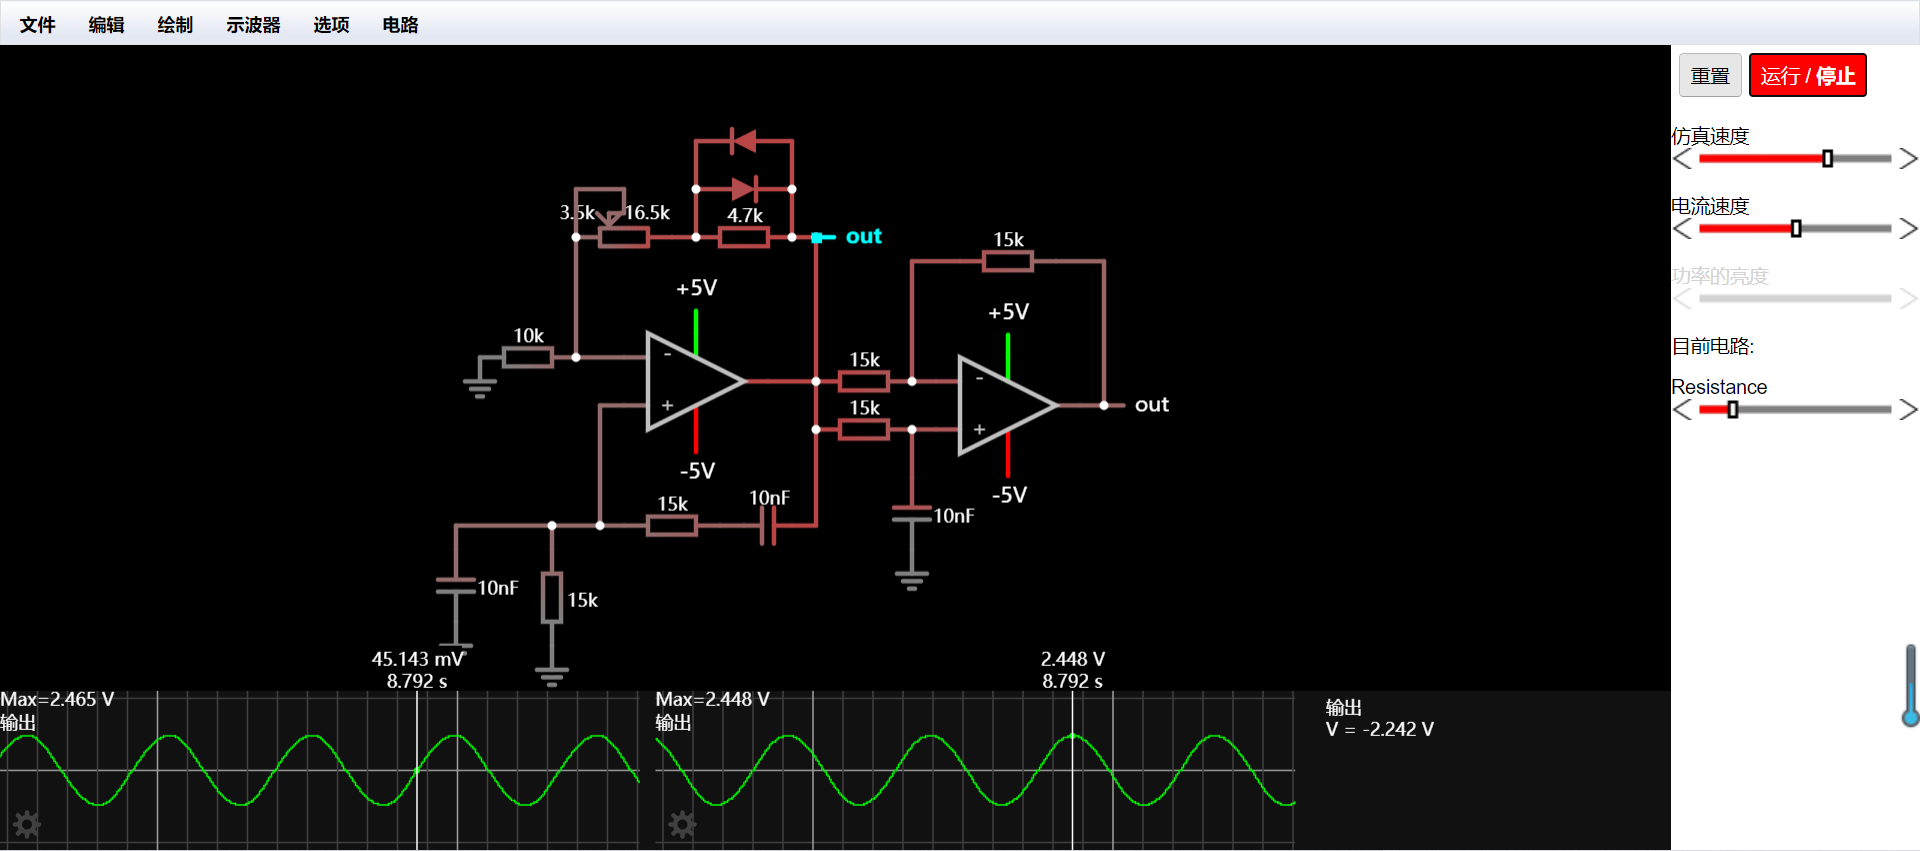 文件 编辑 绘制 示波器 选项 电路
重置 运行 / 停止
仿真速度
电流速度
功率的亮度
目前电路:
Resistance
3.5k 16.5k
4.7k
out
15k
+5V
+5V
10k
-
15k
-
15k
+
out
+
-5V
-5V
15k
10nF
10nF
10nF
15k
45.143 mV
8.792 s
2.448 V
8.792 s
Max=2.465 V
输出
Max=2.448 V
输出
输出
V = -2.242 V